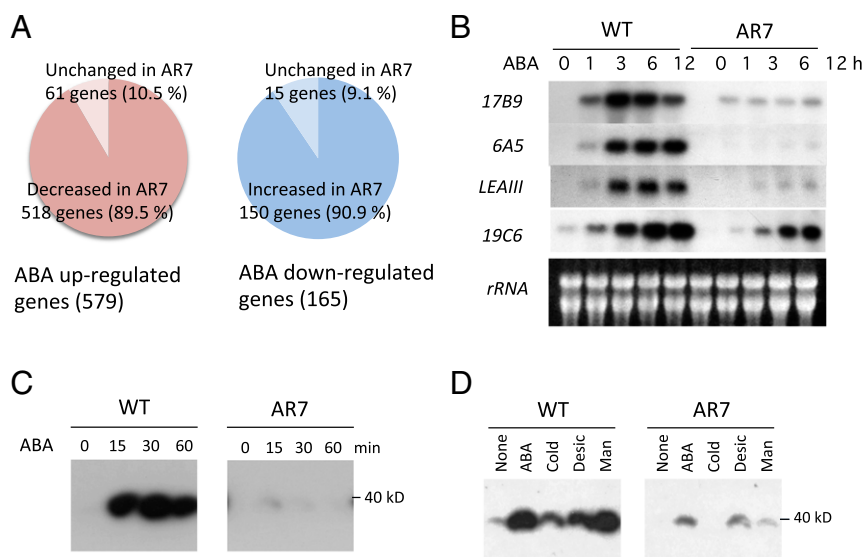 A
Unchanged in AR7
61 genes (10.5 %)
Decreased in AR7
518 genes (89.5 %)
ABA up-regulated
genes (579)
Unchanged in AR7
15 genes (9.1 %)
Increased in AR7
150 genes (90.9 %)
ABA down-regulated
genes (165)
B
WT AR7
ABA 0 1 3 6 12 0 1 3 6 12 h
17B9
6A5
LEAIII
19C6
rRNA
C
WT AR7
ABA 0 15 30 60 0 15 30 60 min
40 kD
D
WT AR7
None ABA Cold Desic Man None ABA Cold Desic Man
40 kD